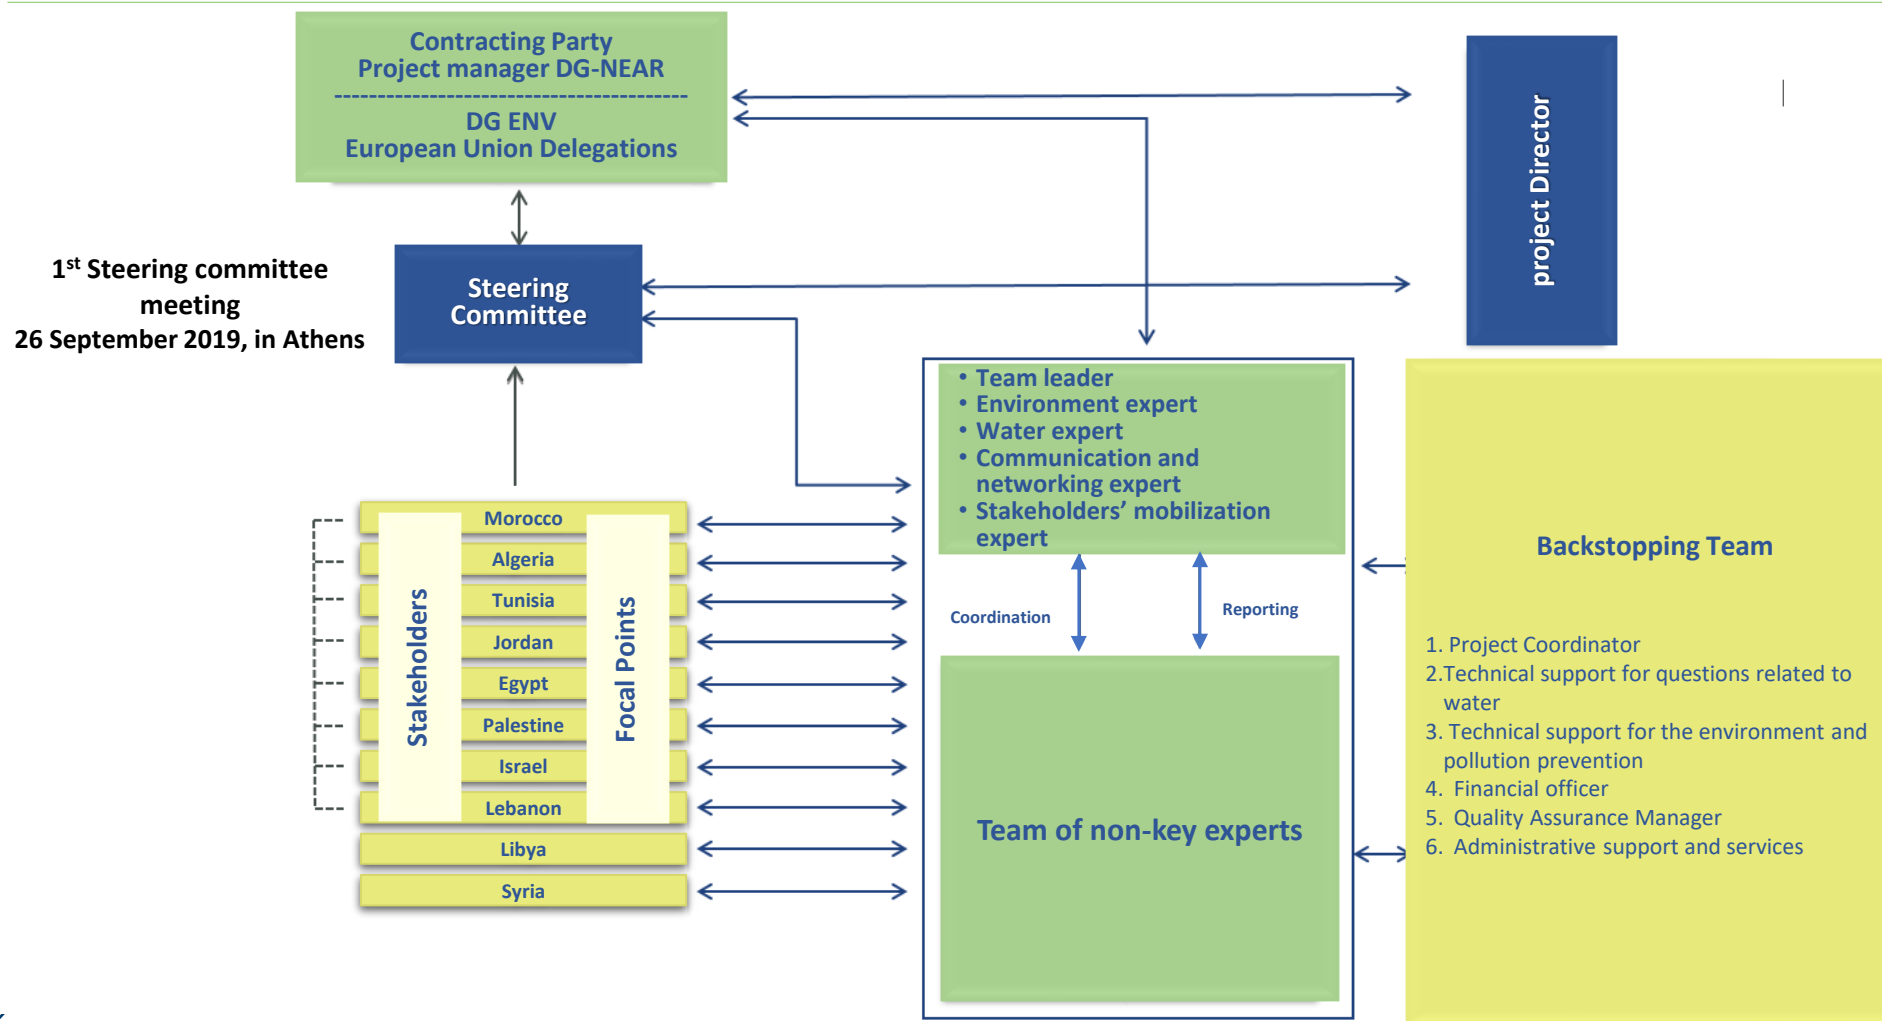 Contracting Party
Project manager DG-NEAR
-----------------------------------------
DG ENV
European Union Delegations
project Director
1st Steering committee
meeting
26 September 2019, in Athens
Steering
Committee
• Team leader
• Environment expert
• Water expert
• Communication and
networking expert
• Stakeholders’ mobilization
expert
Stakeholders
Focal Points
Morocco
Algeria
Tunisia
Jordan
Egypt
Palestine
Israel
Lebanon
Libya
Syria
Coordination
Reporting
Team of non-key experts
Backstopping Team
1. Project Coordinator
2.Technical support for questions related to
water
3. Technical support for the environment and
pollution prevention
4. Financial officer
5. Quality Assurance Manager
6. Administrative support and services